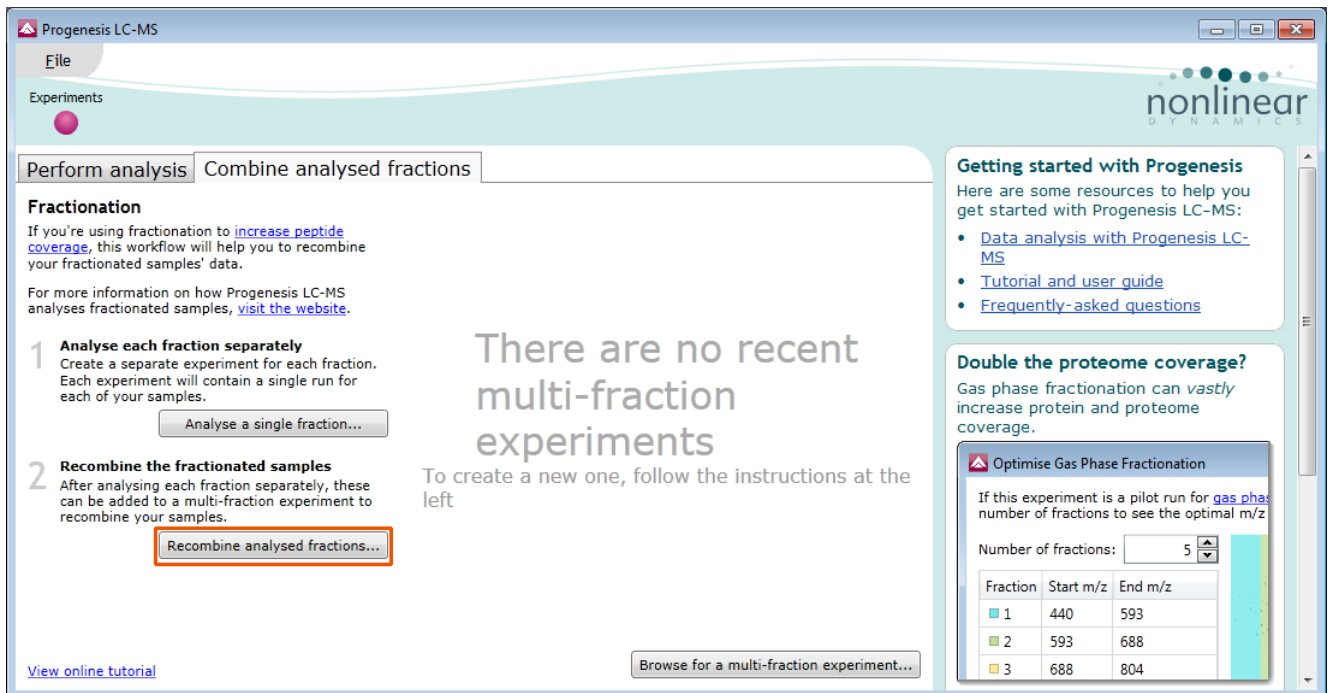 Progenesis LC-MS
File
Experiments
nonlinear
DYNAMICS
Perform analysis
Combine analysed fractions
Fractionation
If you're using fractionation to increase peptide
coverage, this workflow will help you to recombine
your fractionated samples' data.
For more information on how Progenesis LC-MS
analyses fractionated samples, visit the website.
1
Analyse each fraction separately
Create a separate experiment for each fraction.
Each experiment will contain a single run for
each of your samples.
Analyse a single fraction...
2
Recombine the fractionated samples
After analysing each fraction separately, these
can be added to a multi-fraction experiment to
recombine your samples.
Recombine analysed fractions...
View online tutorial
There are no recent
multi-fraction
experiments
To create a new one, follow the instructions at the
left
Browse for a multi-fraction experiment...
Getting started with Progenesis
Here are some resources to help you
get started with Progenesis LC-MS:
• Data analysis with Progenesis LC-
MS
• Tutorial and user guide
• Frequently-asked questions
Double the proteome coverage?
Gas phase fractionation can vastly
increase protein and proteome
coverage.
Optimise Gas Phase Fractionation
If this experiment is a pilot run for gas phas
number of fractions to see the optimal m/z
Number of fractions: 5
Fraction Start m/z End m/z
1 440 593
2 593 688
3 688 804